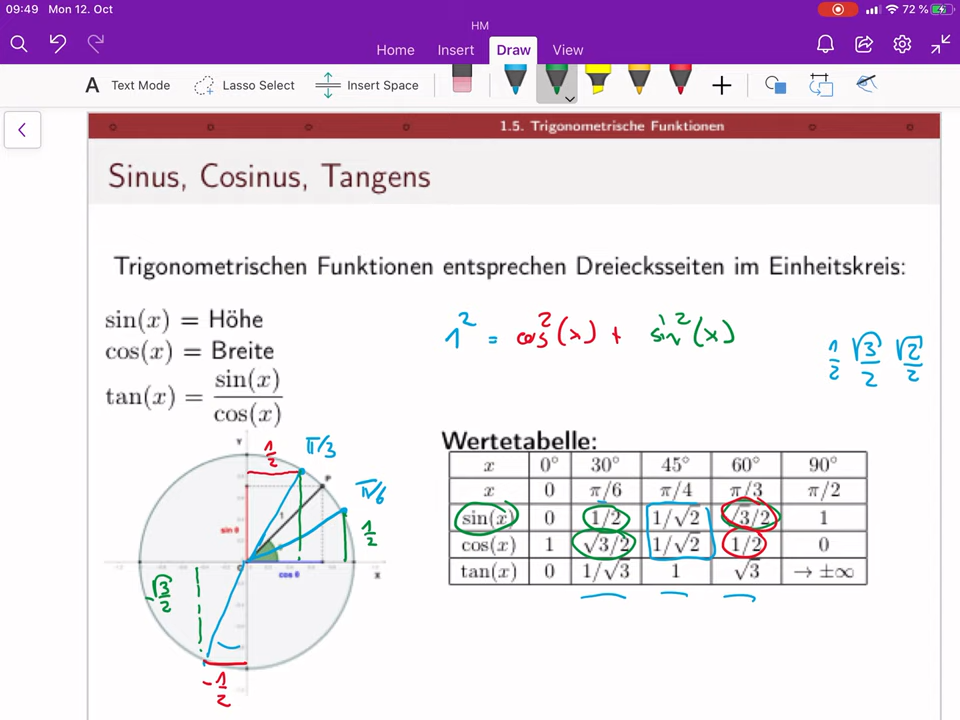 09:49 Mon 12. Oct
72 %
HM
Home Insert Draw View
A Text Mode Lasso Select Insert Space
1.5. Trigonometrische Funktionen
Sinus, Cosinus, Tangens
Trigonometrischen Funktionen entsprechen Dreiecksseiten im Einheitskreis:
sin(x) = Höhe
cos(x) = Breite
tan(x) = sin(x)/cos(x)
1² = cos²(x) + sin²(x)
1/2 √3/2 √2/2
Wertetabelle:
x 0° 30° 45° 60° 90°
x 0 π/6 π/4 π/3 π/2
sin(x) 0 1/2 1/√2 √3/2 1
cos(x) 1 √3/2 1/√2 1/2 0
tan(x) 0 1/√3 1 √3 → ±∞
Y
1/2
π/3
P
π/6
sin θ
1
1/2
cos θ
X
-√3/2
-1/2